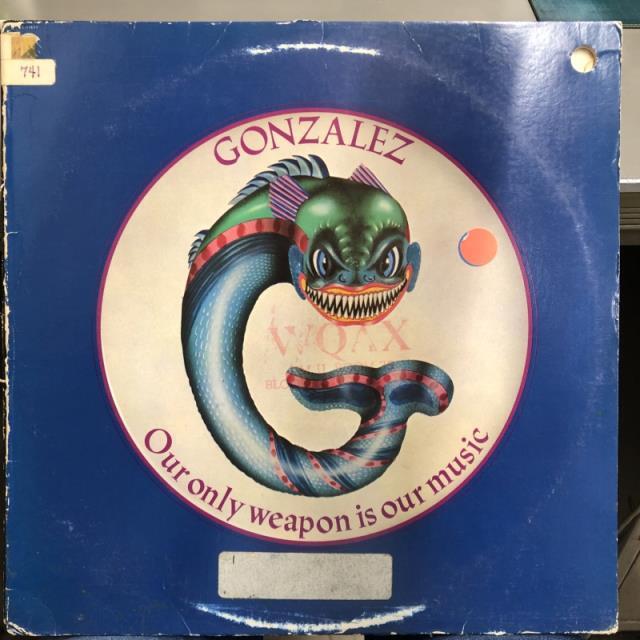 741
GONZALEZ
WQAX
Our only weapon is our music